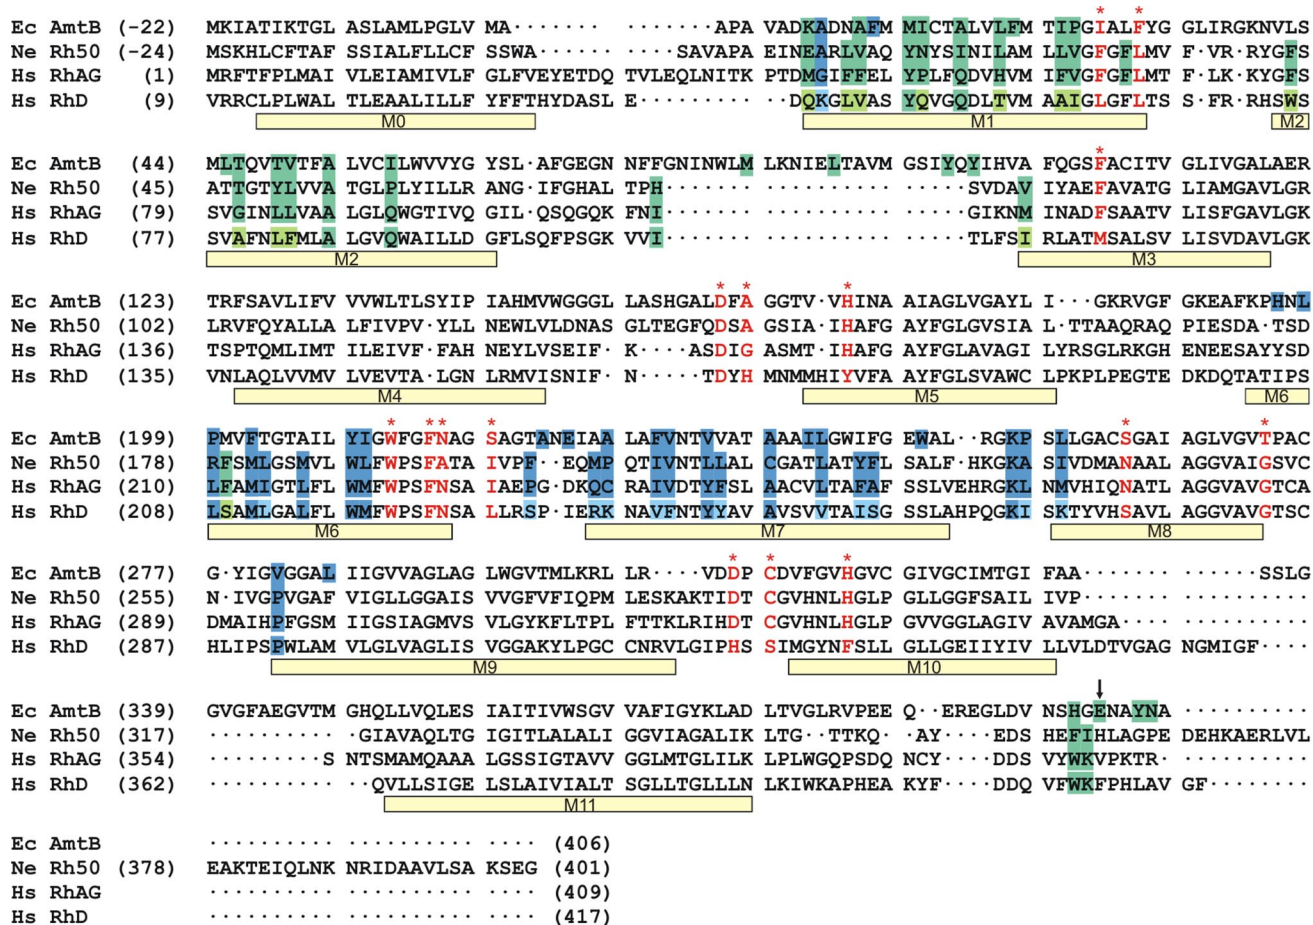 * *
Ec AmtB (-22) MKIATIKTGL ASLAMLPGLV MA········ ·········· ·······APA VADKADNAFM MICTALVLFM TIPGIALFYG GLIRGKNVLS
Ne Rh50 (-24) MSKHLCFTAF SSIALFLLCF SSWA······ ·········· ····SAVAPA EINEARLVAQ YNYSINILAM LLVGFGFLMV F·VR·RYGFS
Hs RhAG (1) MRFTFPLMAI VLEIAMIVLF GLFVEYETDQ TVLEQLNITK PTDMGIFFEL YPLFQDVHVM IFVGFGFLMT F·LK·KYGFS
Hs RhD (9) VRRCLPLWAL TLEAALILLF YFFTHYDASL E········· ··DQKGLVAS YQVGQDLTVM AAIGLGFLTS S·FR·RHSWS
M0 M1 M2
*
Ec AmtB (44) MLTQVTVTFA LVCILWVVYG YSL·AFGEGN NFFGNINWLM LKNIELTAVM GSIYQYIHVA FQGSFACITV GLIVGALAER
Ne Rh50 (45) ATTGTYLVVA TGLPLYILLR ANG·IFGHAL TPH······· ·········· ····SVDAV IYAEFAVATG LIAMGAVLGR
Hs RhAG (79) SVGINLLVAA LGLQWGTIVQ GIL·QSQGQK FNI······· ·········· ····GIKNM INADFSAATV LISFGAVLGK
Hs RhD (77) SVAFNLFMLA LGVQWAILLD GFLSQFPSGK VVI······· ·········· ····TLFSI RLATMSALSV LISVDAVLGK
M2 M3
* * *
Ec AmtB (123) TRFSAVLIFV VVWLTLSYIP IAHMVWGGGL LASHGALDFA GGTV·VHINA AIAGLVGAYL I···GKRVGF GKEAFKPHNL
Ne Rh50 (102) LRVFQYALLA LFIVPV·YLL NEWLVLDNAS GLTEGFQDSA GSIA·IHAFG AYFGLGVSIA L·TTAAQRAQ PIESDA·TSD
Hs RhAG (136) TSPTQMLIMT ILEIVF·FAH NEYLVSEIF· K····ASDIG ASMT·IHAFG AYFGLAVAGI LYRSGLRKGH ENEESAYYSD
Hs RhD (135) VNLAQLVVMV LVEVTA·LGN LRMVISNIF· N····TDYHM NMMHIYVFAA YFGLSVAWCL PKPLPEGTEDKDQTATIPS
M4 M5 M6
* ** * * *
Ec AmtB (199) PMVFTGTAIL YIGWFGFNAG SAGTANEIAA LAFVNTVVAT AAAILGWIFG EWAL··RGKP SLLGACSGAI AGLVGVTPAC
Ne Rh50 (178) RFSMLGSMVL WLFWPSFATA IVPF··EQMP QTIVNTLLAL CGATLATYFL SALF·HKGKA SIVDMANAAL AGGVAIGSVC
Hs RhAG (210) LFAMIGTLFL WMFWPSFNSA IAEPG·DKQC RAIVDTYFSL AACVLTAFAF SSLVEHRGKL NMVHIQNATL AGGVAVGTCA
Hs RhD (208) LSAMLGALFL WMFWPSFNSA LLRSP·IERK NAVFNTYYAV AVSVVTAISG SSLAHPQGKI SKTYVHSAVL AGGVAVGTSC
M6 M7 M8
* * *
Ec AmtB (277) G·YIGVGGAL IIGVVAGLAG LWGVTMLKRL LR····VDDP CDVFGVHGVC GIVGCIMTGI FAA······· ······SSLG
Ne Rh50 (255) N·IVGPVGAF VIGLLGGAIS VVGFVFIQPM LESKAKTIDT CGVHNLHGLP GLLGGFSAIL IVP······· ··········
Hs RhAG (289) DMAIHPFGSM IIGSIAGMVS VLGYKFLTPL FTTKLRIHDT CGVHNLHGLP GVVGGLAGIV AVAMGA···· ··········
Hs RhD (287) HLIPSPWLAM VLGLVAGLIS VGGAKYLPGC CNRVLGIPHS SIMGYNFSLL GLLGEIIYIV LLVLDTVGAG NGMIGF····
M9 M10
Ec AmtB (339) GVGFAEGVTM GHQLLVQLES IAITIVWSGV VAFIGYKLAD LTVGLRVPEE Q··EREGLDV NSHGENAYNA ··········
Ne Rh50 (317) ·········· ·GIAVAQLTG IGITLALALI GGVIAGALIK LTG·TTKQ·· AY····EDS HEFIHLAGPE DEHKAERLVL
Hs RhAG (354) ·········S NTSMAMQAAA LGSSIGTAVV GGLMTGLILK LPLWGQPSDQ NCY····DDS VYWKVPKTR· ··········
Hs RhD (362) ·········· ···QVLLSIGE LSLAIVIALT SGLLTGLLLN LKIWKAPHEA KYF····DDQ VFWKFPHLAV GF········
M11
Ec AmtB ·········· ·········· ···· (406)
Ne Rh50 (378) EAKTEIQLNK NRIDAAVLSA KSEG (401)
Hs RhAG ·········· ·········· ···· (409)
Hs RhD ·········· ·········· ···· (417)